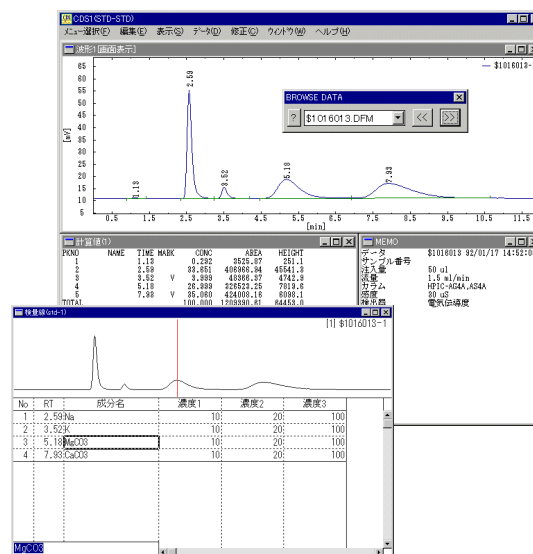 CDS1(STD-STD)
メニュー選択(F) 編集(E) 表示(S) データ(D) 修正(C) ウィンドウ(W) ヘルプ(H)
波形1[画面表示]
$1016013-1
[mV]
65
60
55
50
45
40
35
30
25
20
15
10
1.13
2.59
3.52
5.18
7.93
BROWSE DATA
? $1016013.DFM << >>
0.5 1.5 2.5 3.5 4.5 5.5 6.5 7.5 8.5 9.5 10.5 11.5
[min]
計算値(1)
PKNO NAME TIME MARK CONC AREA HEIGHT
1 1.13 0.292 3525.87 251.1
2 2.59 33.651 406966.94 45541.3
3 3.52 V 3.999 48366.37 4742.9
4 5.18 26.999 326523.25 7819.6
5 7.93 V 35.060 424008.16 6098.1
TOTAL 100.000 1209390.61 64453.0
MEMO
データ $1016013 92/01/17 14:52:0
サンプル番号
注入量 50 ul
流量 1.5 ml/min
カラム HPIC-AG4A,AS4A
感度 30 uS
検出器 電気伝導度
検量線(std-1)
[1] $1016013-1
No RT 成分名 濃度1 濃度2 濃度3
1 2.59 Na 10 20 100
2 3.52 K 10 20 100
3 5.18 MgCO3 10 20 100
4 7.93 CaCO3 10 20 100
MgCO3